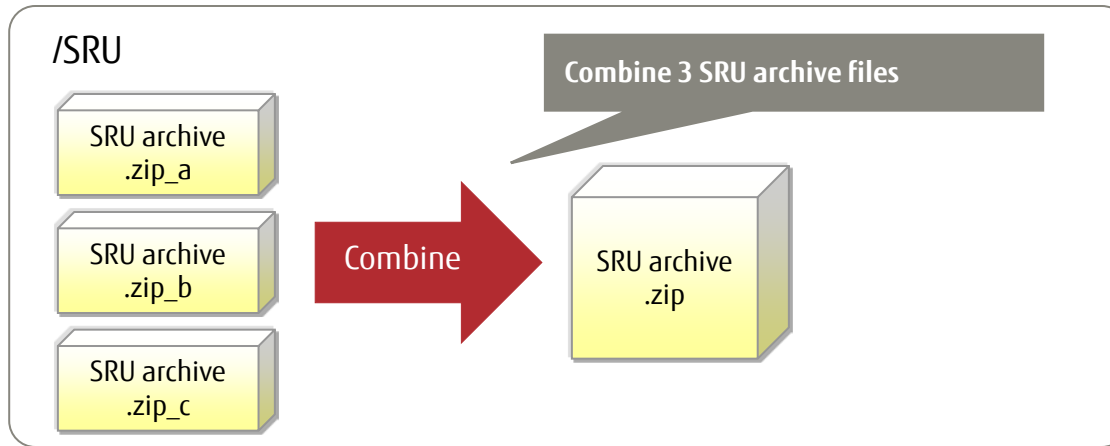 /SRU
Combine 3 SRU archive files
SRU archive
.zip_a
SRU archive
.zip_b
SRU archive
.zip_c
Combine
SRU archive
.zip